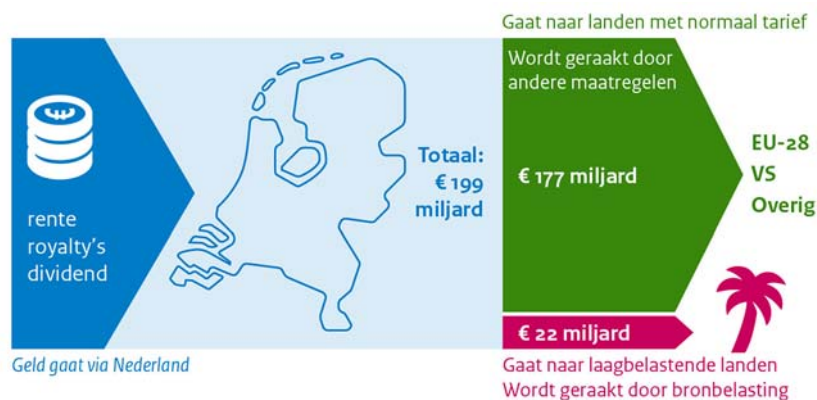 Gaat naar landen met normaal tarief
Wordt geraakt door
andere maatregelen
rente
royalty's
dividend
Totaal:
€ 199
miljard
€ 177 miljard
EU-28
VS
Overig
€ 22 miljard
Geld gaat via Nederland
Gaat naar laagbelastende landen
Wordt geraakt door bronbelasting